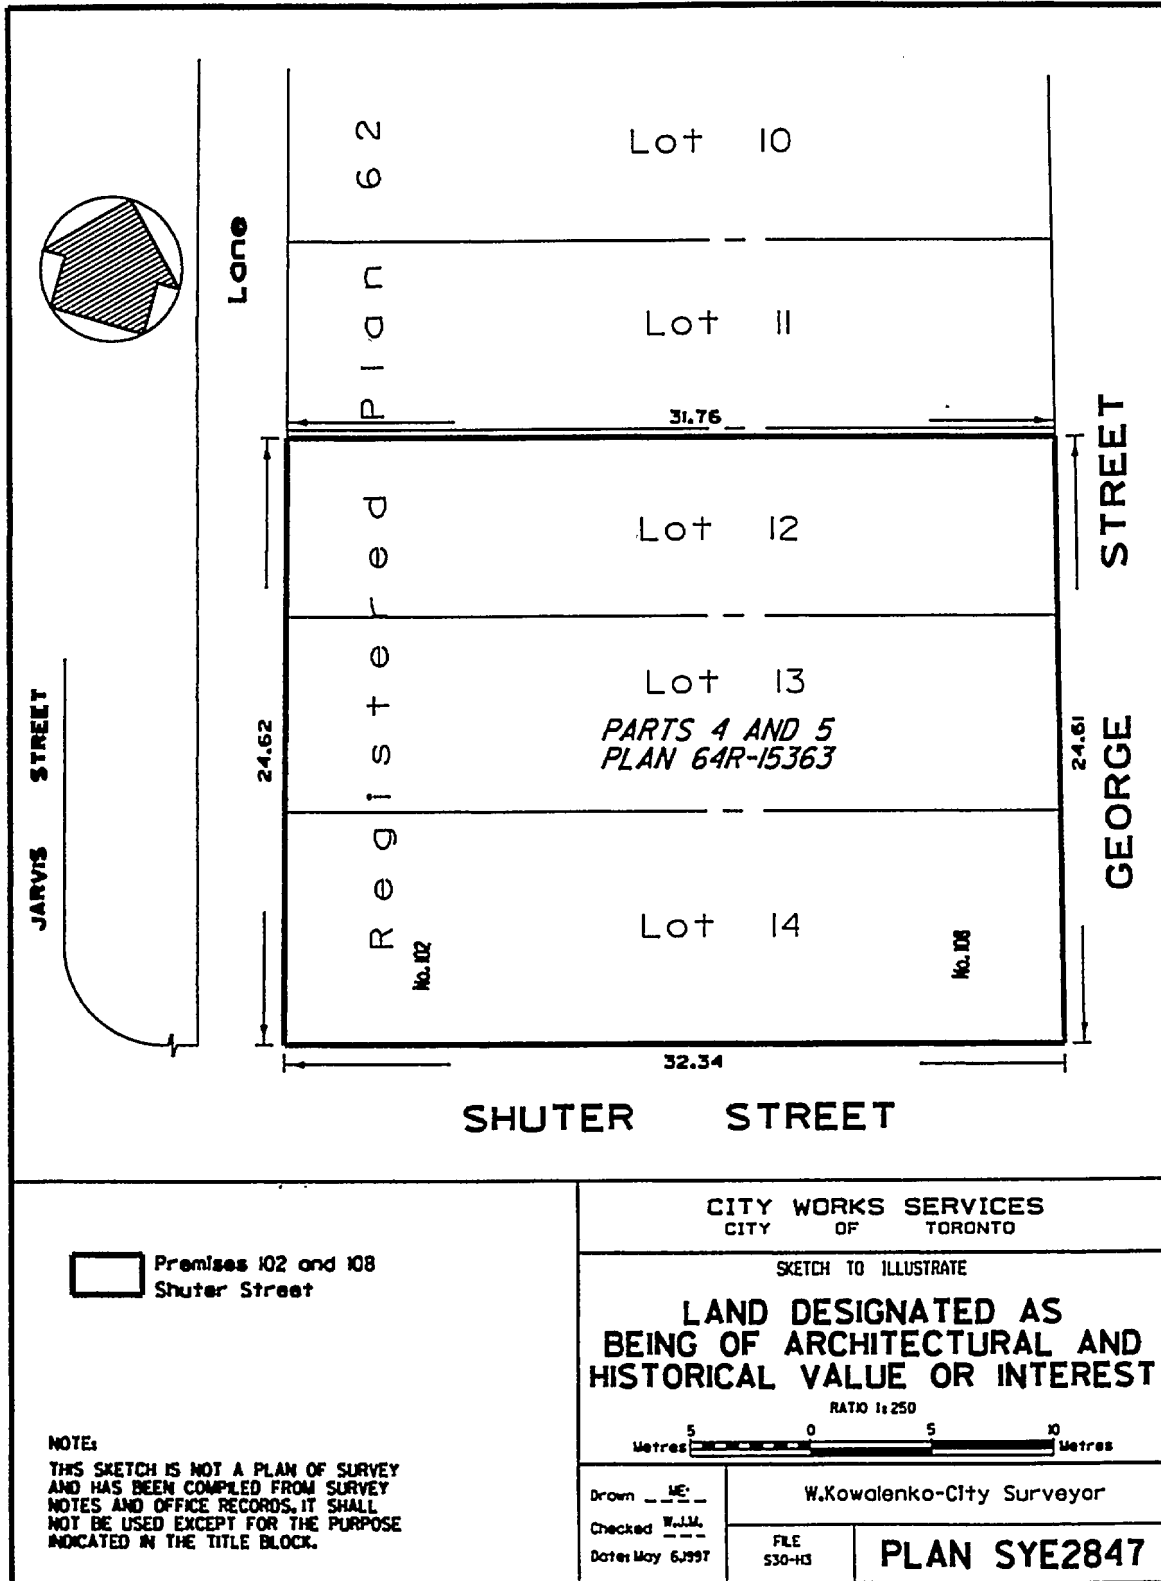 Lot 10
Lot 11
Lane
Registered Plan 62
31.76
Lot 12
Lot 13
PARTS 4 AND 5
PLAN 64R-15363
Lot 14
24.62
24.61
JARVIS STREET
GEORGE STREET
No.102
No.108
32.34
SHUTER STREET
Premises 102 and 108
Shuter Street
NOTE:
THIS SKETCH IS NOT A PLAN OF SURVEY
AND HAS BEEN COMPILED FROM SURVEY
NOTES AND OFFICE RECORDS. IT SHALL
NOT BE USED EXCEPT FOR THE PURPOSE
INDICATED IN THE TITLE BLOCK.
CITY WORKS SERVICES
CITY OF TORONTO
SKETCH TO ILLUSTRATE
LAND DESIGNATED AS
BEING OF ARCHITECTURAL AND
HISTORICAL VALUE OR INTEREST
RATIO 1:250
5 0 5 10
Metres Metres
Drawn ME.
Checked W.J.M.
Date: May 6,1997
W.Kowalenko-City Surveyor
FILE
S30-H3
PLAN SYE2847